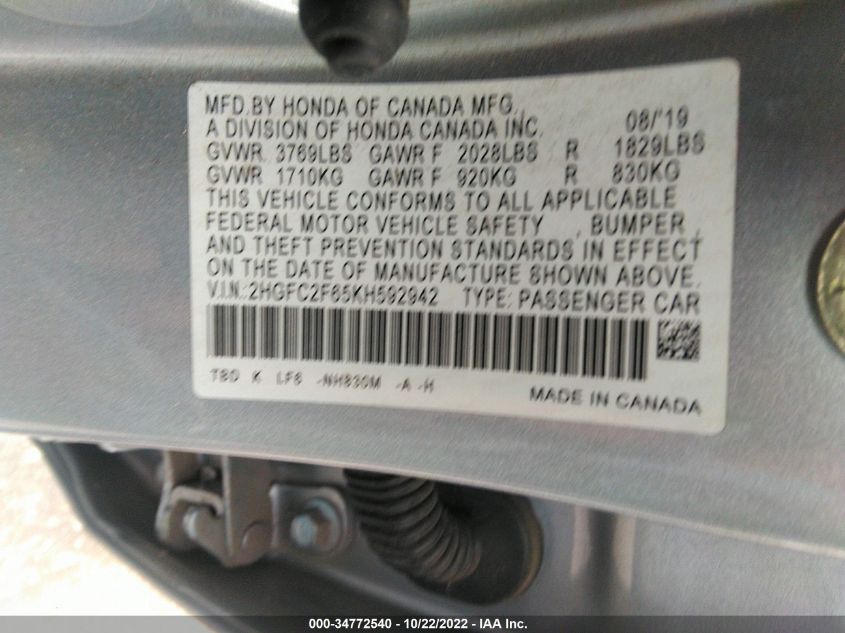 MFD.BY HONDA OF CANADA MFG.,
A DIVISION OF HONDA CANADA INC. 08/'19
GVWR 3769LBS GAWR F 2028LBS R 1829LBS
GVWR 1710KG GAWR F 920KG R 830KG
THIS VEHICLE CONFORMS TO ALL APPLICABLE
FEDERAL MOTOR VEHICLE SAFETY , BUMPER ,
AND THEFT PREVENTION STANDARDS IN EFFECT
ON THE DATE OF MANUFACTURE SHOWN ABOVE.
V.I.N.:2HGFC2F65KH592942 TYPE: PASSENGER CAR
TBD K LF6 -NH830M -A -H
MADE IN CANADA
000-34772540 - 10/22/2022 - IAA Inc.